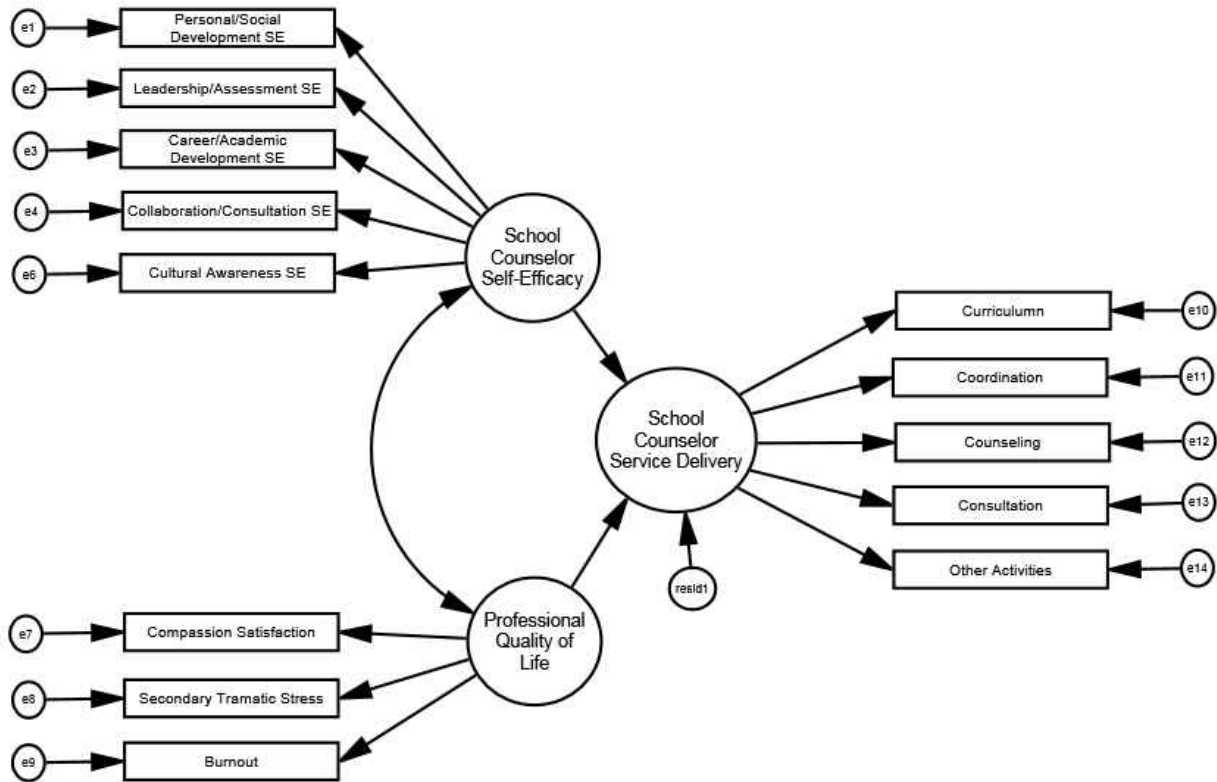 e1
Personal/Social
Development SE
e2
Leadership/Assessment SE
e3
Career/Academic
Development SE
e4
Collaboration/Consultation SE
e6
Cultural Awareness SE
School
Counselor
Self-Efficacy
Curriculumn
e10
Coordination
e11
School
Counselor
Service Delivery
Counseling
e12
Consultation
e13
Other Activities
e14
resid1
Professional
Quality of
Life
e7
Compassion Satisfaction
e8
Secondary Tramatic Stress
e9
Burnout